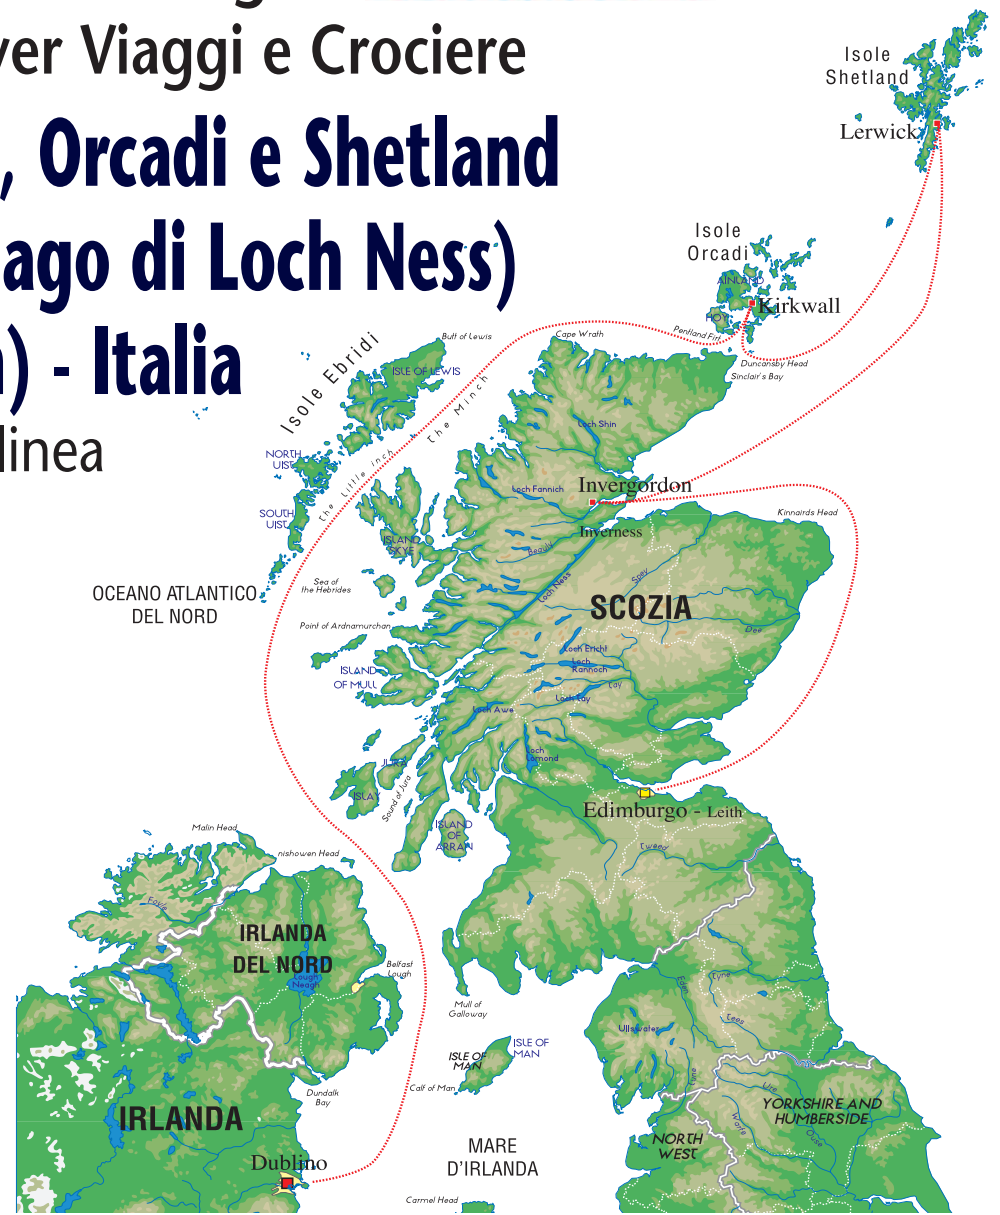 ver Viaggi e Crociere
, Orcadi e Shetland
ago di Loch Ness)
) - Italia
linea
Isole
Shetland
Lerwick
Isole
Orcadi
AINLAND
HOY
Kirkwall
Pentland Firt
Duncansby Head
Sinclair's Bay
Cape Wrath
Butt of Lewis
Isole Ebridi
ISLE OF LEWIS
The Minch
The Little inch
NORTH
UIST
SOUTH
UIST
Loch Shin
Loch Fannich
Invergordon
Inverness
Kinnairds Head
ISLAND
SKYE
Beauly
Loch Ness
Spey
OCEANO ATLANTICO
DEL NORD
Sea of
the Hebrides
SCOZIA
Point of Ardnamurchan
Dee
Loch Ericht
Loch
Rannoch
ISLAND
OF MULL
Tay
Loch Tay
Loch Awe
Loch
Lomond
JURA
ISLAY
Sound of Jura
Edimburgo - Leith
ISLAND
OF
ARRAN
Tweed
Malin Head
nishowen Head
Foyle
IRLANDA
DEL NORD
Lough
Neagh
Belfast
Lough
Mull of
Galloway
Eden
Tyne
Tees
Ullswater
ISLE OF
MAN
ISLE OF
MAN
Calf of Man
Lune
Ure
Dundalk
Bay
IRLANDA
YORKSHIRE AND
HUMBERSIDE
Warfe
Ouse
NORTH
WEST
MARE
D'IRLANDA
Dublino
Carmel Head